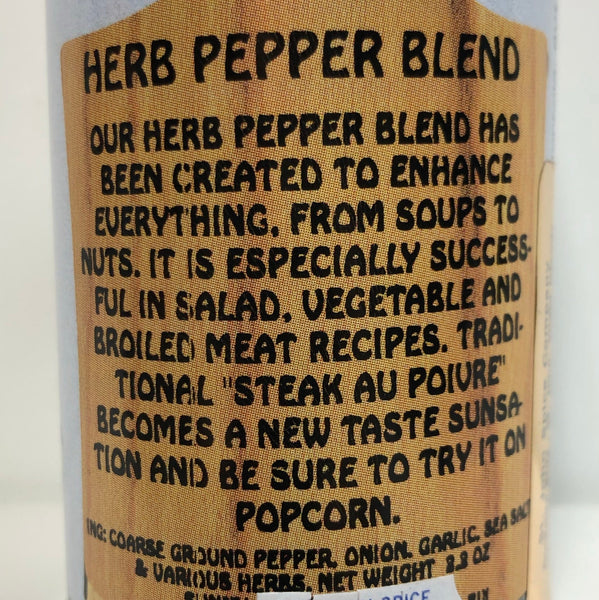 HERB PEPPER BLEND
OUR HERB PEPPER BLEND HAS
BEEN CREATED TO ENHANCE
EVERYTHING, FROM SOUPS TO
NUTS. IT IS ESPECIALLY SUCCESS-
FUL IN SALAD, VEGETABLE AND
BROILED MEAT RECIPES. TRADI-
TIONAL "STEAK AU POIVRE"
BECOMES A NEW TASTE SUNSA-
TION AND BE SURE TO TRY IT ON
POPCORN.
ING: COARSE GROUND PEPPER, ONION, GARLIC, SEA SALT
& VARIOUS HERBS, NET WEIGHT
OZ
SPICE